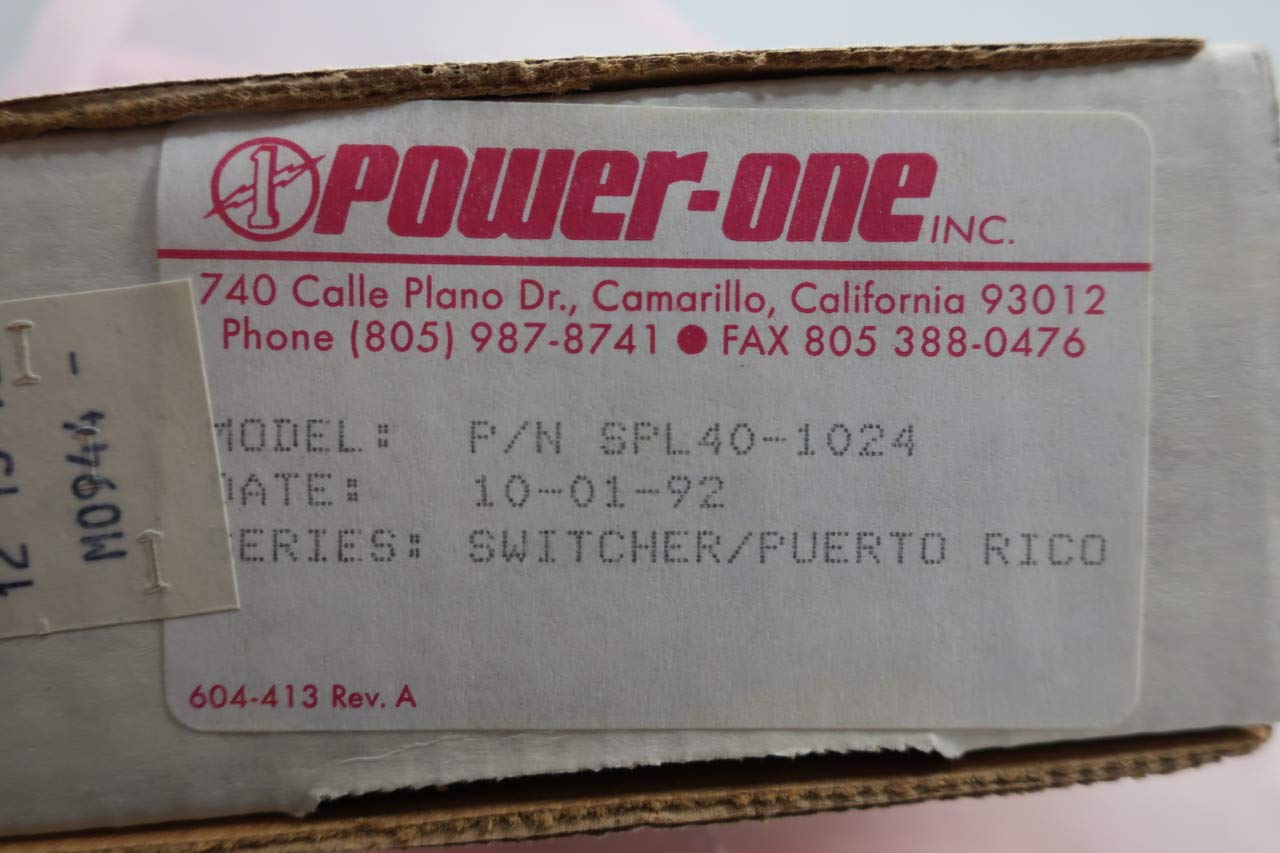 1 POWER-ONE INC.
740 Calle Plano Dr., Camarillo, California 93012
Phone (805) 987-8741 ● FAX 805 388-0476
MODEL: P/N SPL40-1024
DATE: 10-01-92
SERIES: SWITCHER/PUERTO RICO
604-413 Rev. A
M0944 -